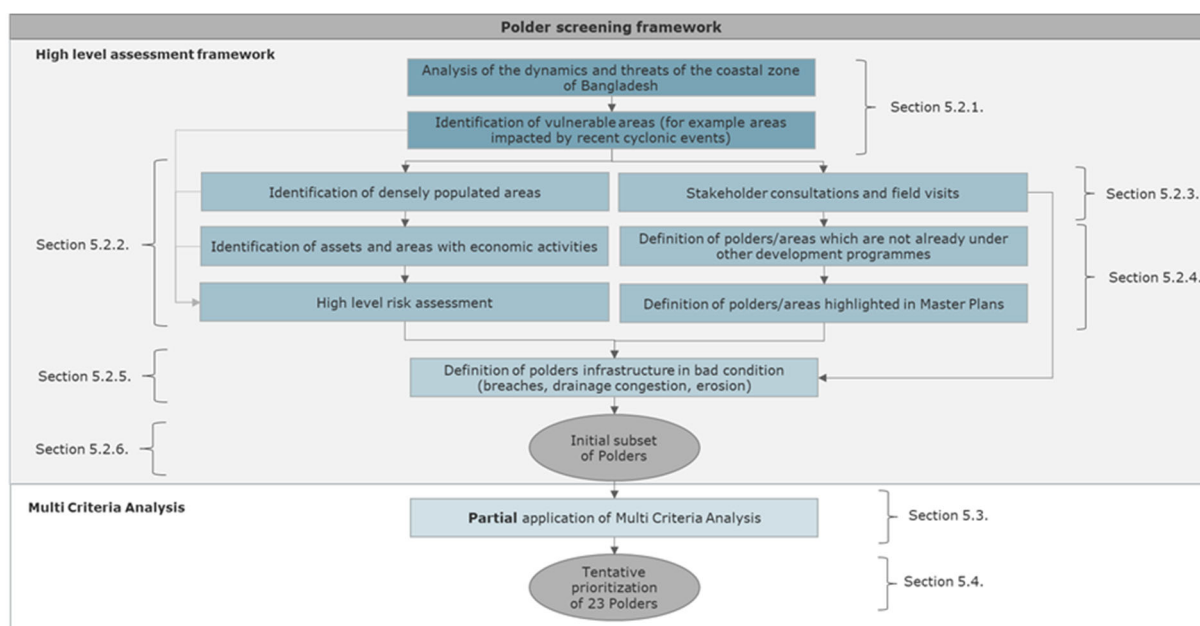 Polder screening framework
High level assessment framework
Analysis of the dynamics and threats of the coastal zone
of Bangladesh
Section 5.2.1.
Identification of vulnerable areas (for example areas
impacted by recent cyclonic events)
Identification of densely populated areas
Stakeholder consultations and field visits
Section 5.2.3.
Section 5.2.2.
Identification of assets and areas with economic activities
Definition of polders/areas which are not already under
other development programmes
Section 5.2.4.
High level risk assessment
Definition of polders/areas highlighted in Master Plans
Section 5.2.5.
Definition of polders infrastructure in bad condition
(breaches, drainage congestion, erosion)
Section 5.2.6.
Initial subset
of Polders
Multi Criteria Analysis
Partial application of Multi Criteria Analysis
Section 5.3.
Tentative
prioritization
of 23 Polders
Section 5.4.